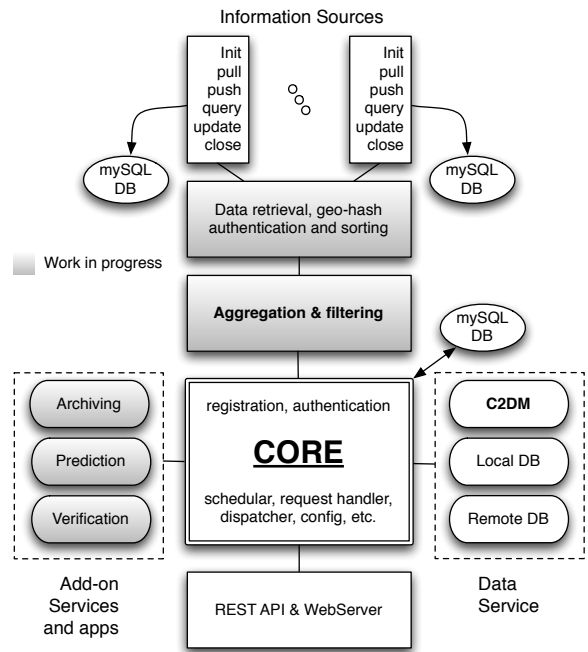 Information Sources
Init
pull
push
query
update
close
Init
pull
push
query
update
close
mySQL
DB
mySQL
DB
Data retrieval, geo-hash
authentication and sorting
Work in progress
Aggregation & filtering
mySQL
DB
Archiving
Prediction
Verification
registration, authentication
CORE
schedular, request handler,
dispatcher, config, etc.
C2DM
Local DB
Remote DB
Add-on
Services
and apps
REST API & WebServer
Data
Service